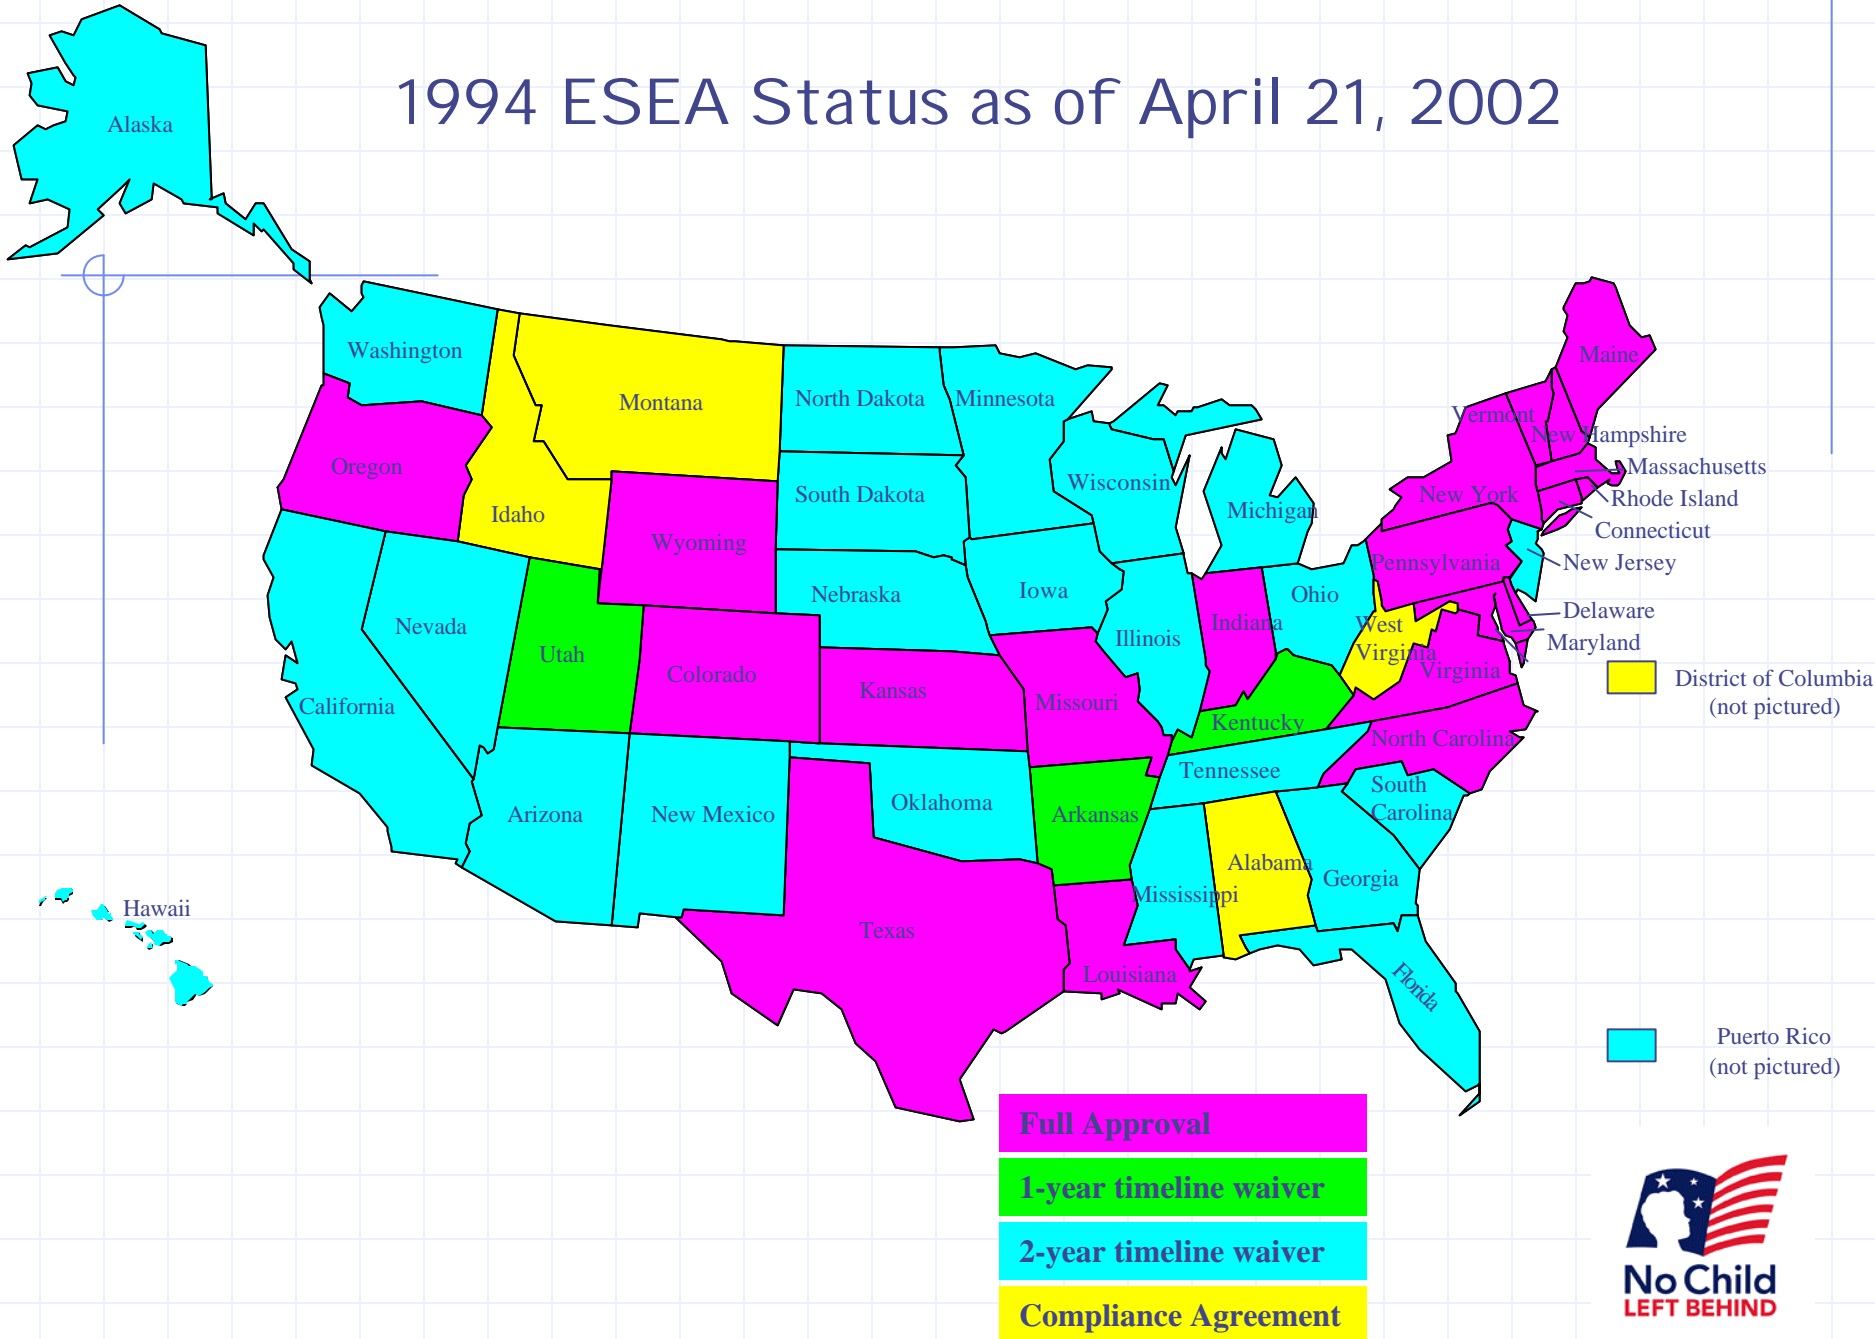 1994 ESEA Status as of April 21, 2002
Alaska
Washington
Oregon
Idaho
Montana
Wyoming
North Dakota
South Dakota
Nebraska
Minnesota
Wisconsin
Michigan
Iowa
Illinois
Indiana
Ohio
Nevada
Utah
Colorado
Kansas
Missouri
Kentucky
California
Arizona
New Mexico
Oklahoma
Arkansas
Tennessee
Texas
Louisiana
Mississippi
Alabama
Georgia
Florida
South
Carolina
North Carolina
Virginia
West
Virginia
Pennsylvania
New York
Vermont
Maine
New Hampshire
Massachusetts
Rhode Island
Connecticut
New Jersey
Delaware
Maryland
District of Columbia
(not pictured)
Hawaii
Puerto Rico
(not pictured)
Full Approval
1-year timeline waiver
2-year timeline waiver
Compliance Agreement
No Child
LEFT BEHIND